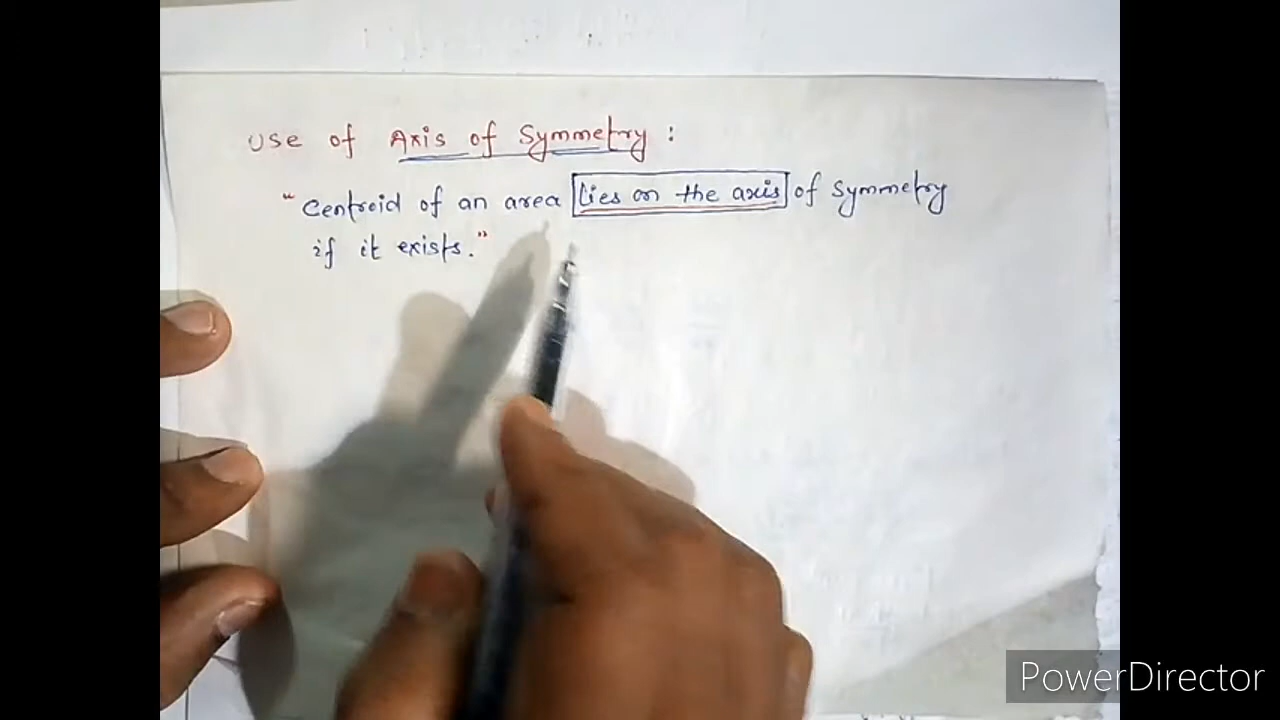 Use of Axis of Symmetry :
"Centroid of an area lies on the axis of symmetry
if it exists."
PowerDirector